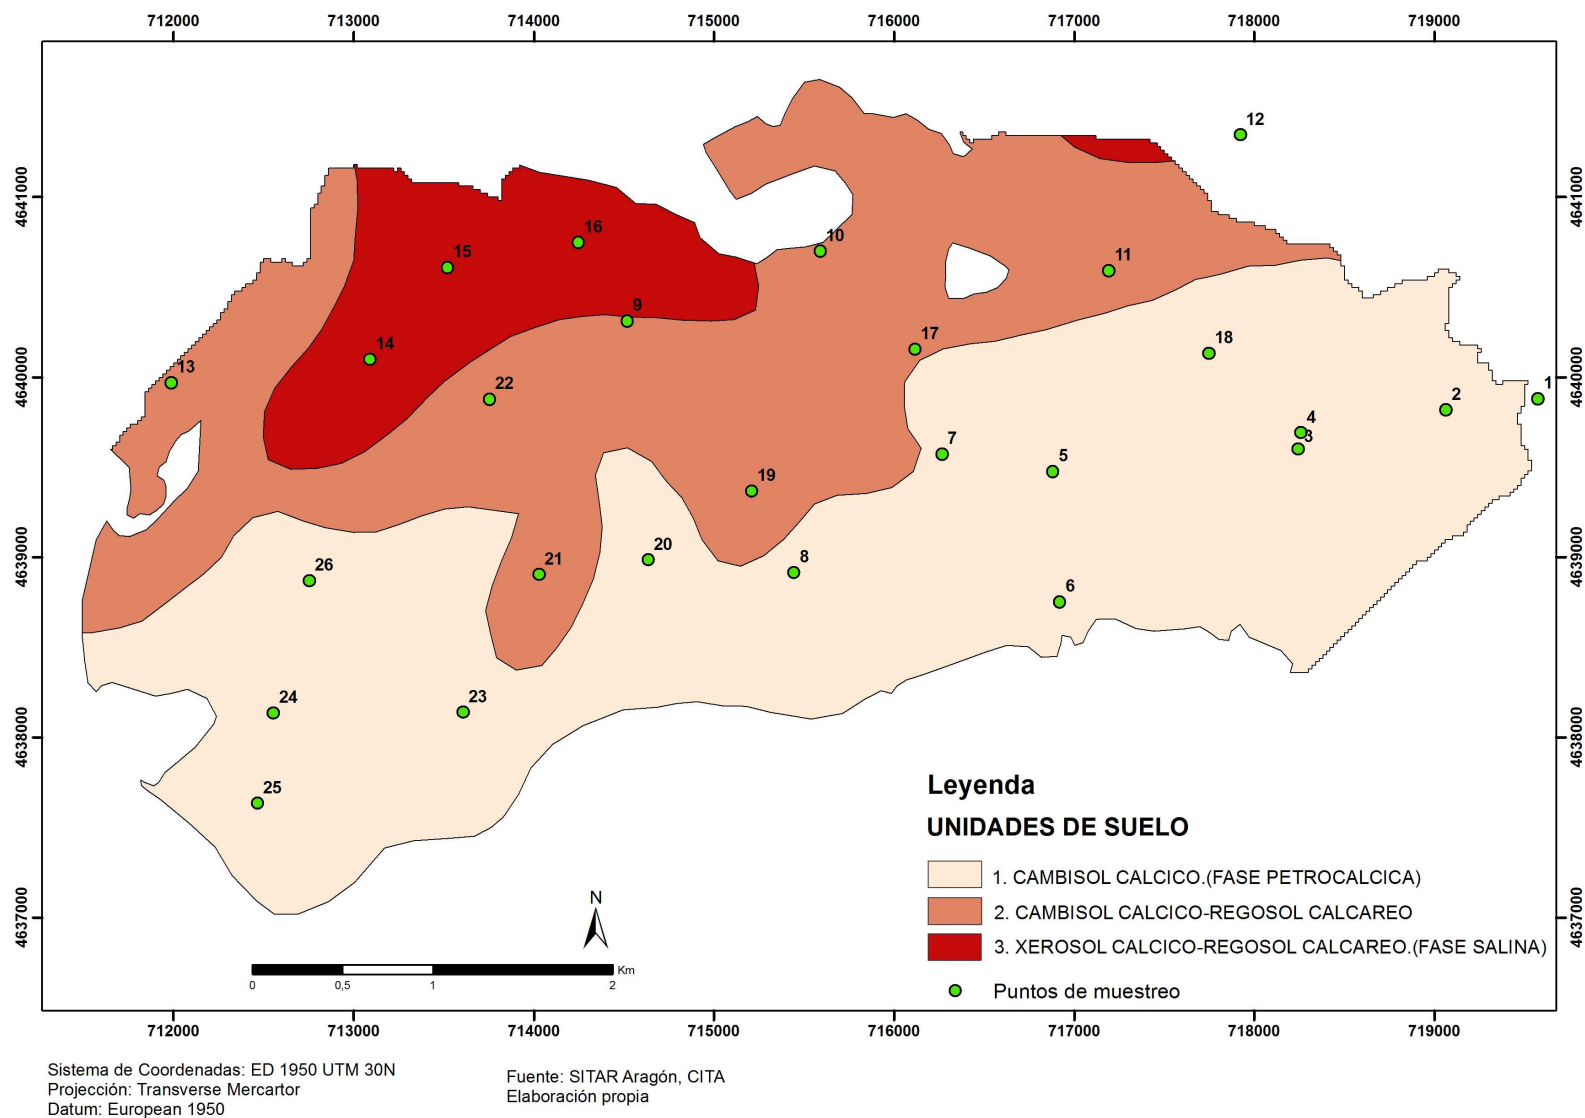 712000 713000 714000 715000 716000 717000 718000 719000
4641000 4641000
4640000 4640000
4639000 4639000
4638000 4638000
4637000 4637000
12
16
10
15
11
9
17
14
18
13
22
2
1
4
3
7
5
19
20
8
21
26
6
24
23
25
Leyenda
UNIDADES DE SUELO
1. CAMBISOL CALCICO.(FASE PETROCALCICA)
2. CAMBISOL CALCICO-REGOSOL CALCAREO
3. XEROSOL CALCICO-REGOSOL CALCAREO.(FASE SALINA)
Puntos de muestreo
N
Km
0 0,5 1 2
712000 713000 714000 715000 716000 717000 718000 719000
Sistema de Coordenadas: ED 1950 UTM 30N
Projección: Transverse Mercartor
Datum: European 1950
Fuente: SITAR Aragón, CITA
Elaboración propia